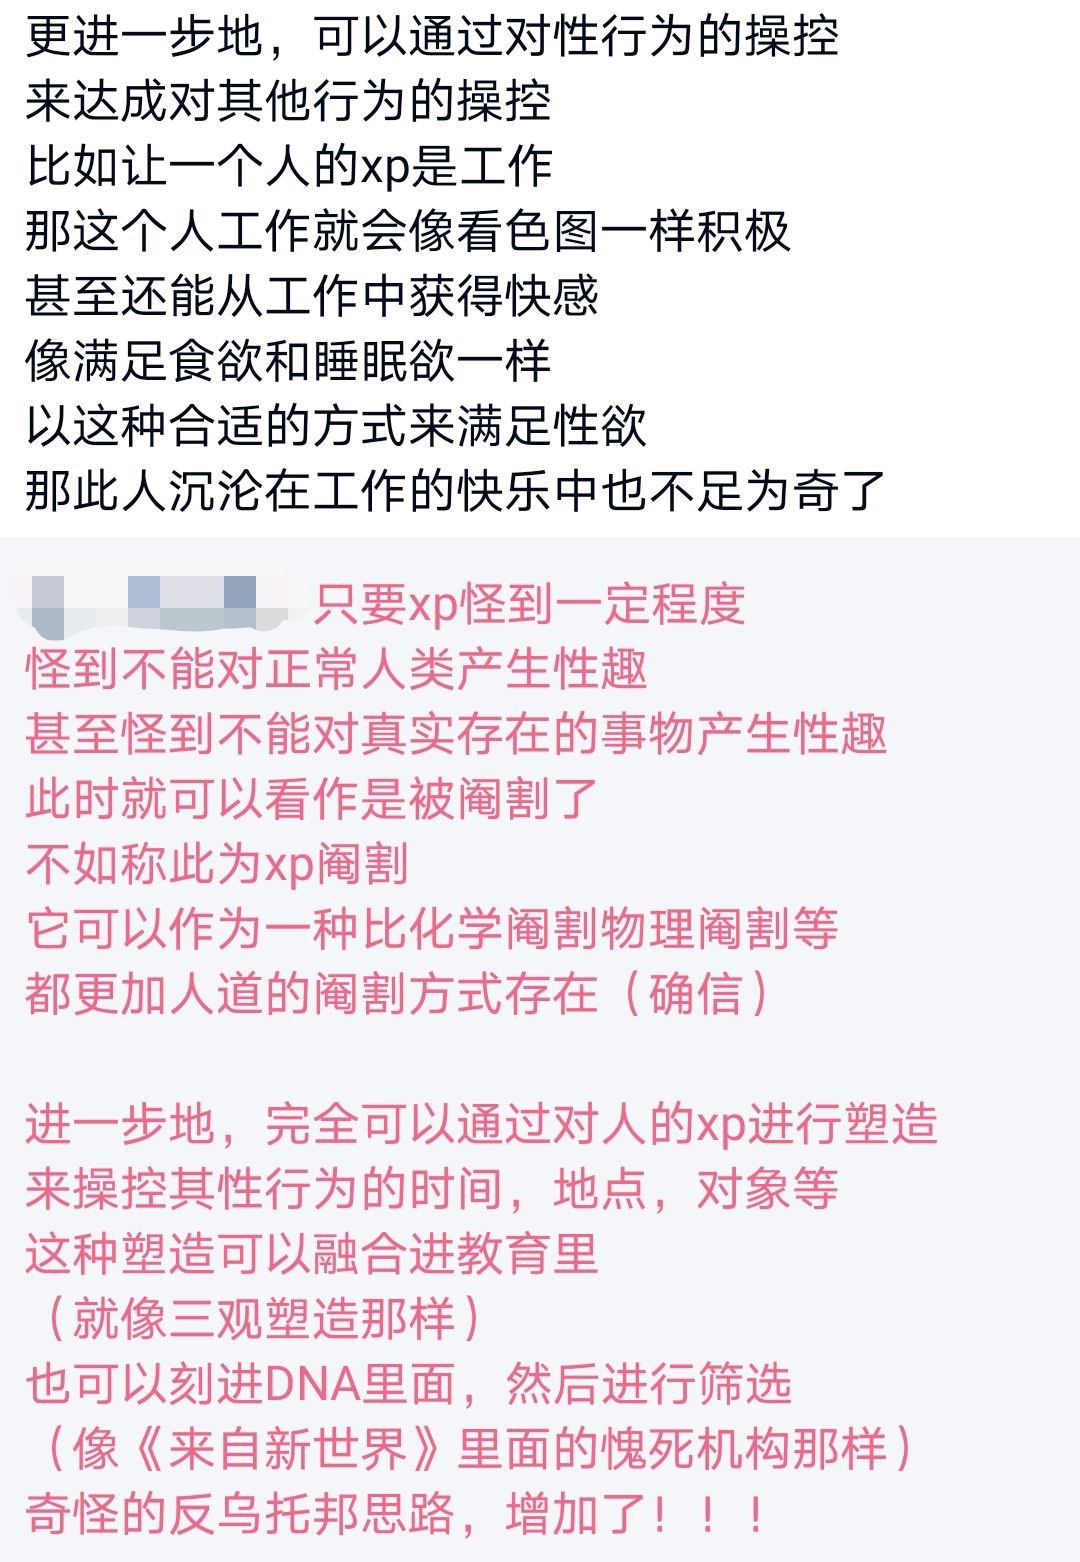 更进一步地，可以通过对性行为的操控
来达成对其他行为的操控
比如让一个人的xp是工作
那这个人工作就会像看色图一样积极
甚至还能从工作中获得快感
像满足食欲和睡眠欲一样
以这种合适的方式来满足性欲
那此人沉沦在工作的快乐中也不足为奇了
只要xp怪到一定程度
怪到不能对正常人类产生性趣
甚至怪到不能对真实存在的事物产生性趣
此时就可以看作是被阉割了
不如称此为xp阉割
它可以作为一种比化学阉割物理阉割等
都更加人道的阉割方式存在（确信）
进一步地，完全可以通过对人的xp进行塑造
来操控其性行为的时间，地点，对象等
这种塑造可以融合进教育里
（就像三观塑造那样）
也可以刻进DNA里面，然后进行筛选
（像《来自新世界》里面的愧死机构那样）
奇怪的反乌托邦思路，增加了！！！